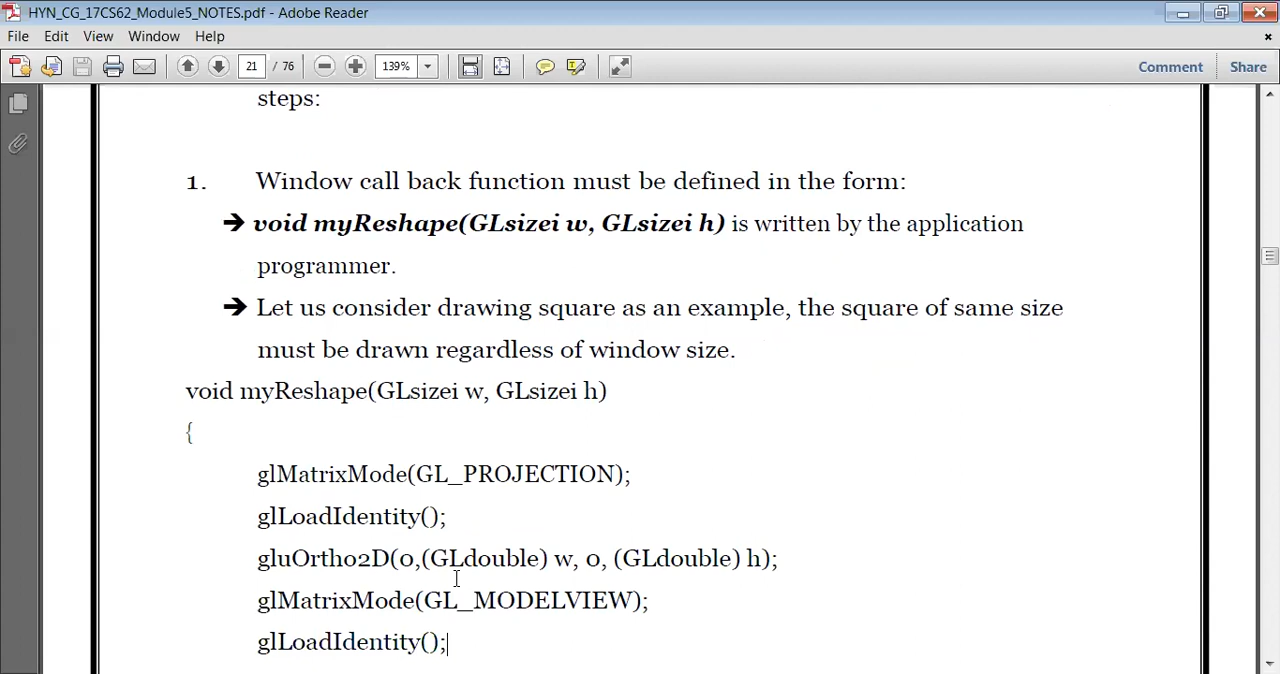 HYN_CG_17CS62_Module5_NOTES.pdf - Adobe Reader
File Edit View Window Help
21 / 76 139% Comment Share
steps:
1. Window call back function must be defined in the form:
➔ void myReshape(GLsizei w, GLsizei h) is written by the application
programmer.
➔ Let us consider drawing square as an example, the square of same size
must be drawn regardless of window size.
void myReshape(GLsizei w, GLsizei h)
{
glMatrixMode(GL_PROJECTION);
glLoadIdentity();
gluOrtho2D(0,(GLdouble) w, 0, (GLdouble) h);
glMatrixMode(GL_MODELVIEW);
glLoadIdentity();